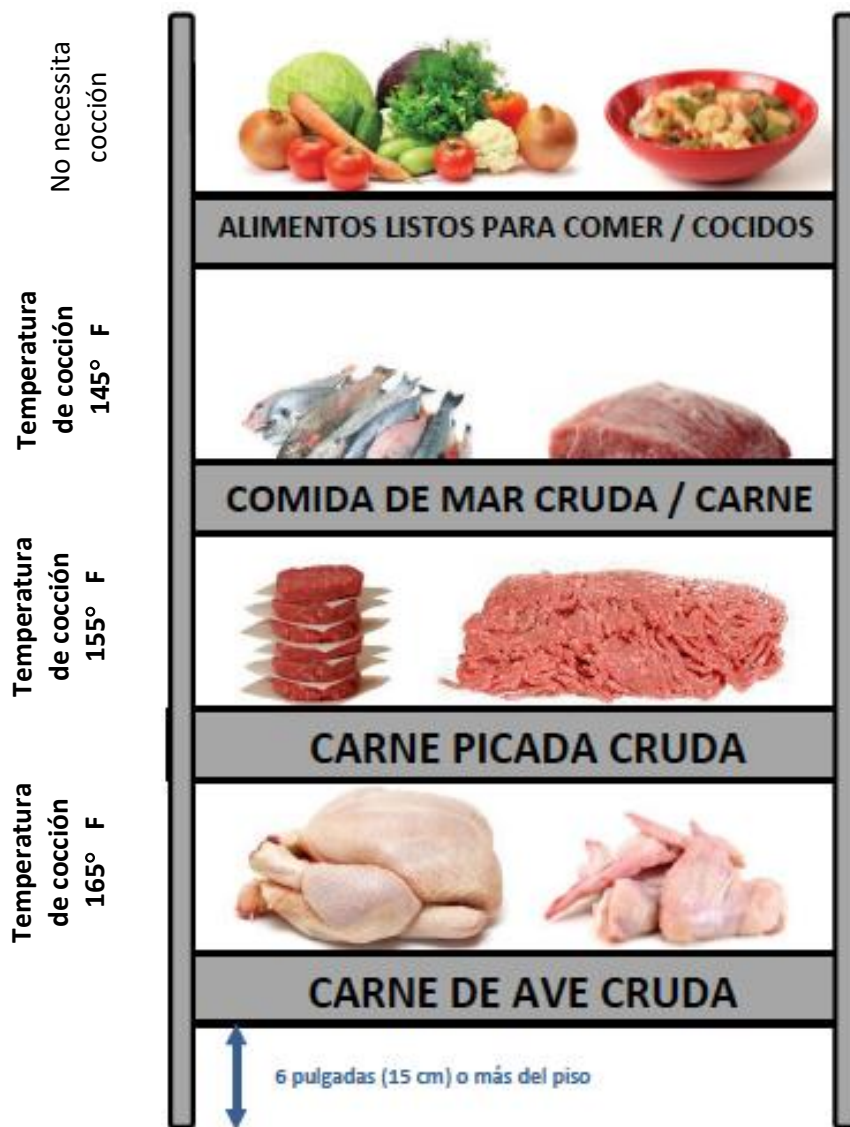 No necessita
cocción
ALIMENTOS LISTOS PARA COMER / COCIDOS
Temperatura
de cocción
145° F
COMIDA DE MAR CRUDA / CARNE
Temperatura
de cocción
155° F
CARNE PICADA CRUDA
Temperatura
de cocción
165° F
CARNE DE AVE CRUDA
6 pulgadas (15 cm) o más del piso